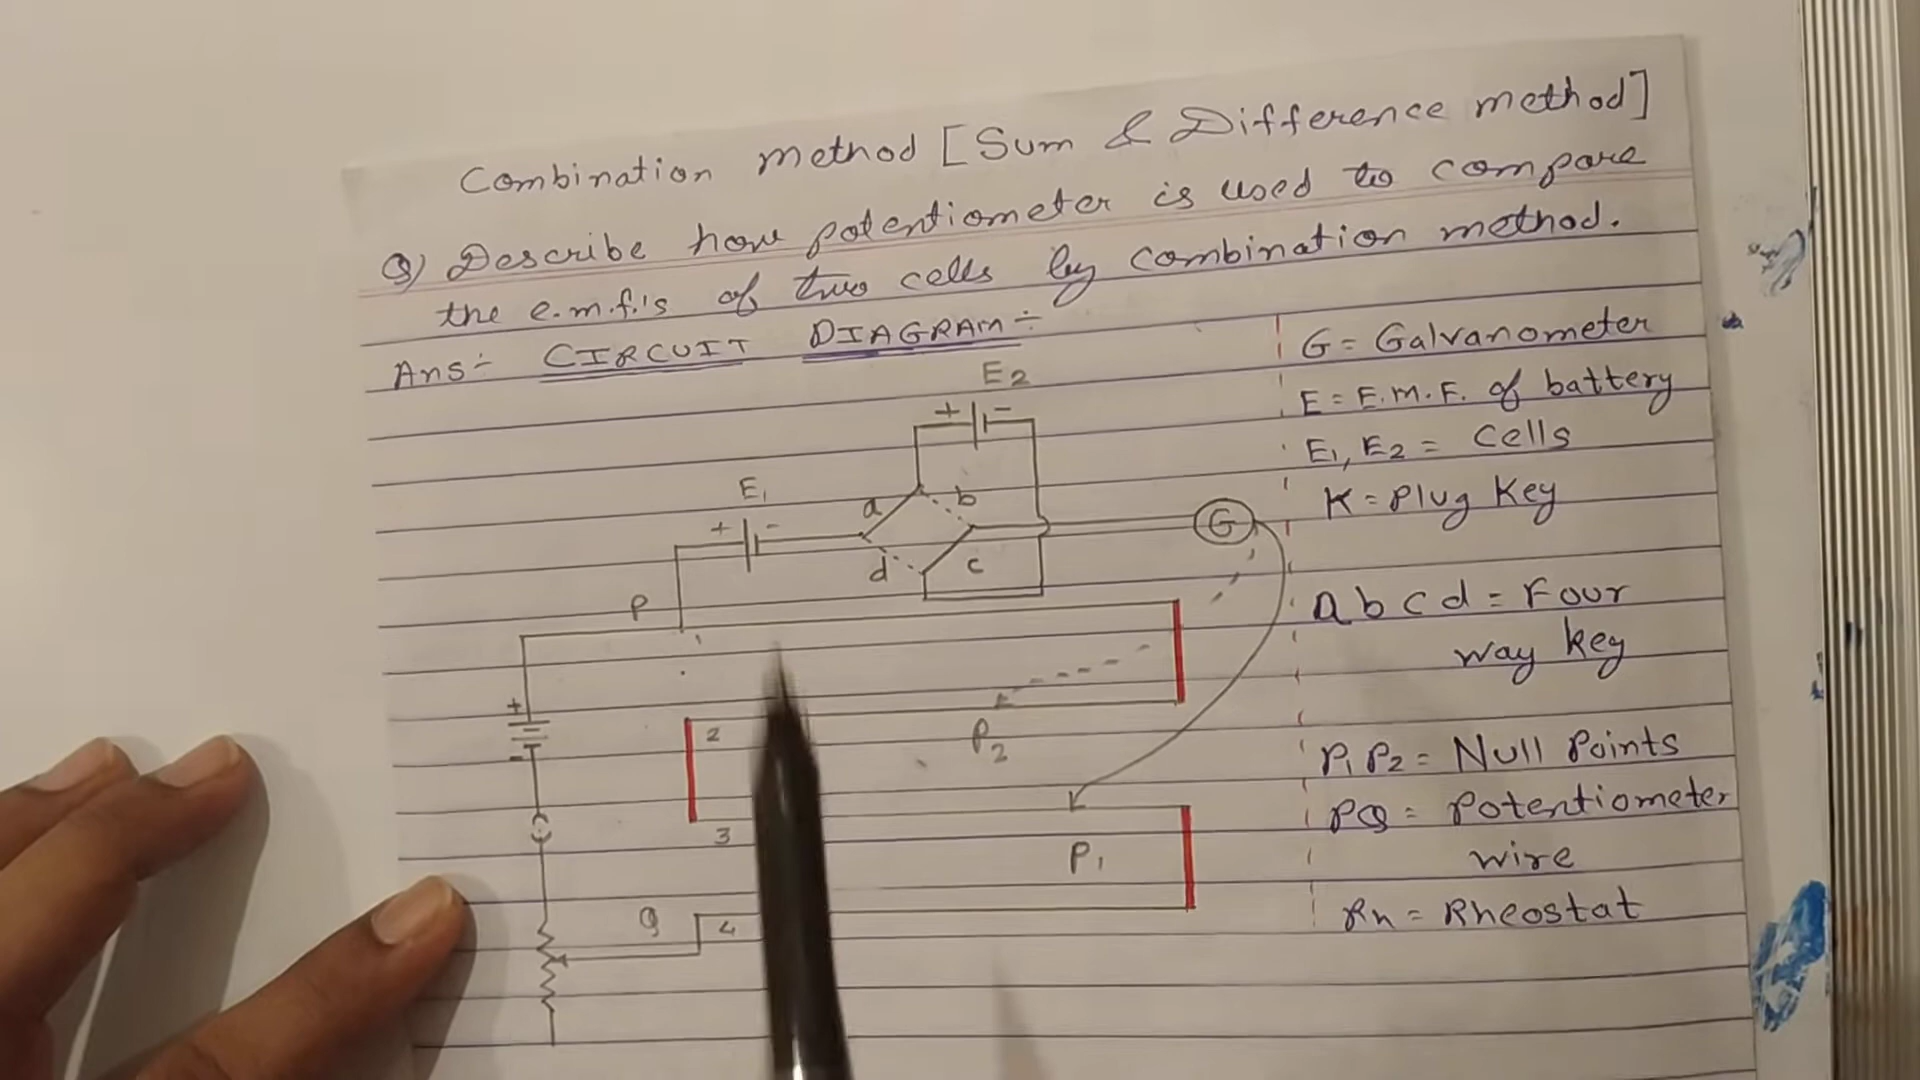 Combination method [Sum & Difference method]
Q) Describe how potentiometer is used to compare
the e.m.f.'s of two cells by combination method.
Ans:- CIRCUIT DIAGRAM:-
E2
+ -
E1
+ -
a
b
c
d
G
P
+
-
2
P2
3
P1
Q
4
G = Galvanometer
E = E.M.F. of battery
E1, E2 = cells
K = Plug Key
a b c d = Four
way key
P1 P2 = Null Points
PQ = Potentiometer
wire
Rh = Rheostat